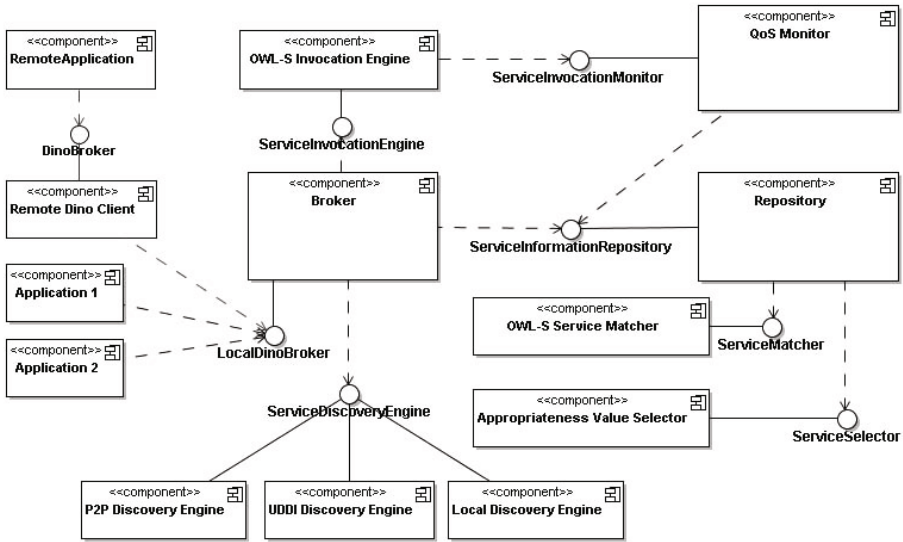 <<component>>
RemoteApplication
<<component>>
OWL-S Invocation Engine
<<component>>
QoS Monitor
ServiceInvocationMonitor
DinoBroker
ServiceInvocationEngine
<<component>>
Remote Dino Client
<<component>>
Broker
<<component>>
Repository
ServiceInformationRepository
<<component>>
Application 1
<<component>>
OWL-S Service Matcher
ServiceMatcher
LocalDinoBroker
<<component>>
Application 2
ServiceDiscoveryEngine
<<component>>
Appropriateness Value Selector
ServiceSelector
<<component>>
P2P Discovery Engine
<<component>>
UDDI Discovery Engine
<<component>>
Local Discovery Engine